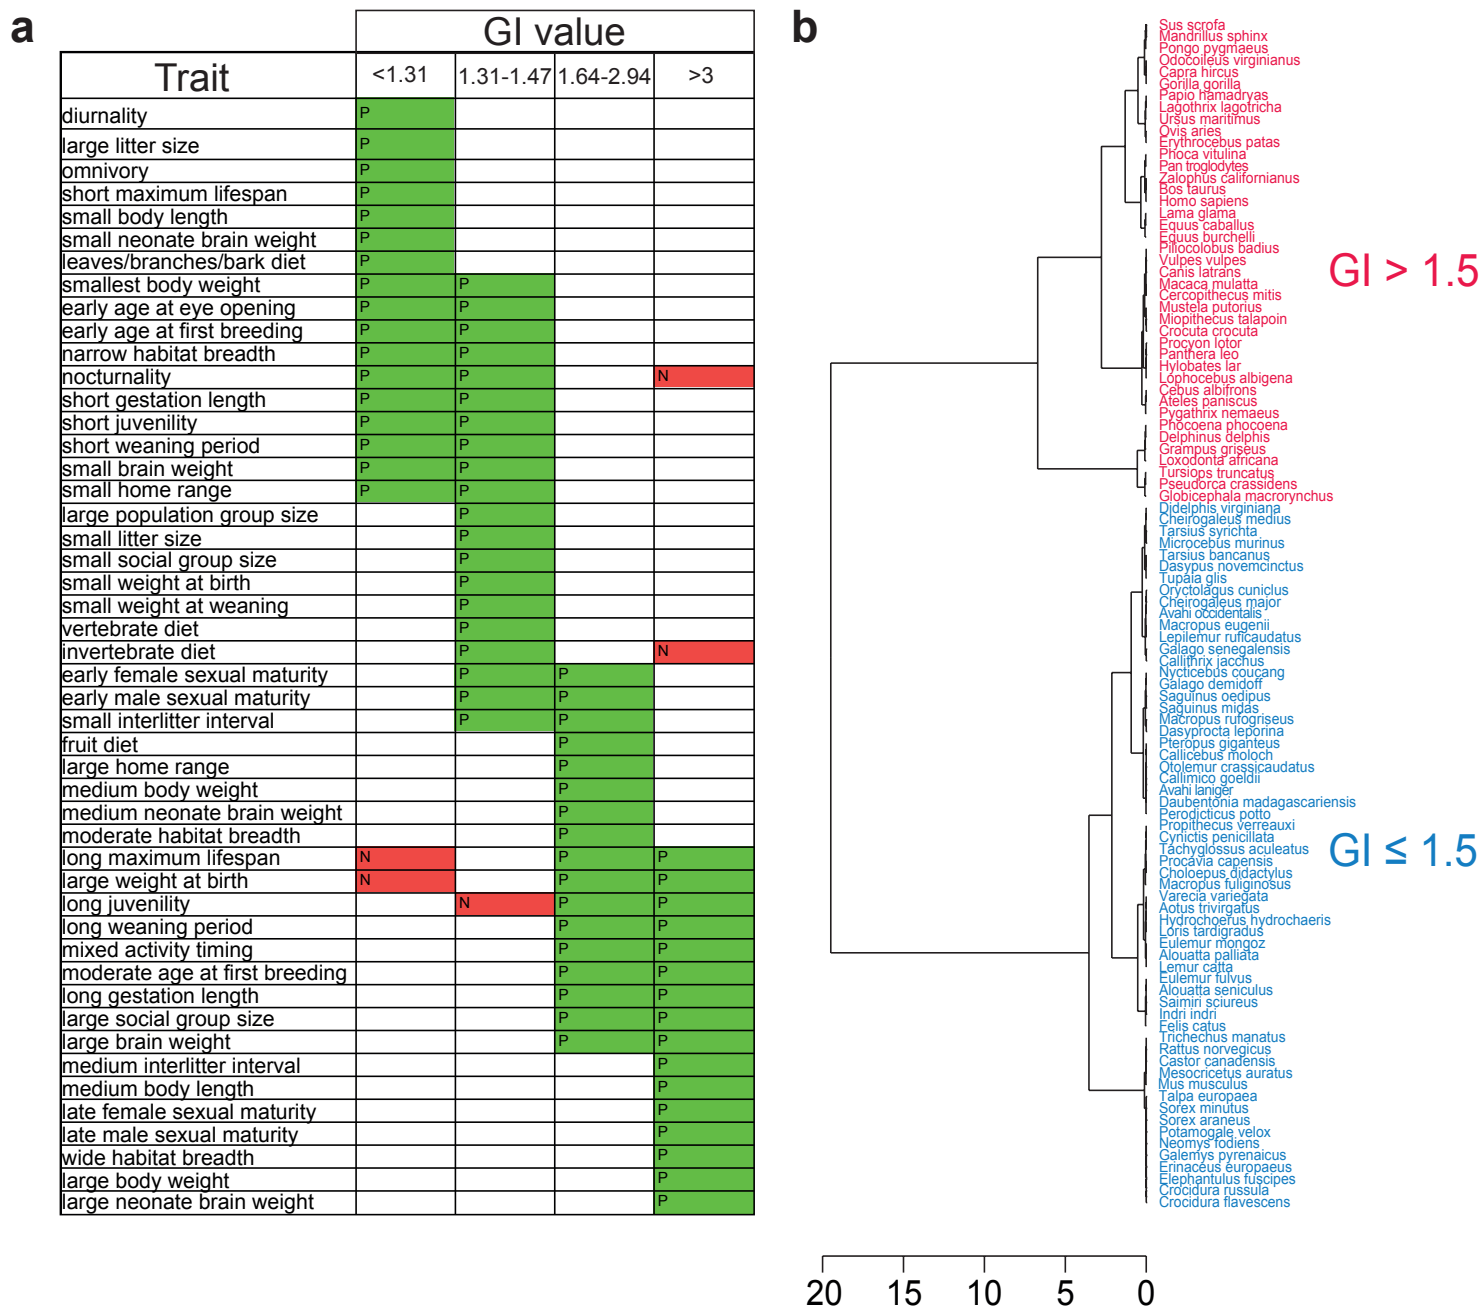 a
GI value
Trait <1.31 1.31-1.47 1.64-2.94 >3
diurnality P
large litter size P
omnivory P
short maximum lifespan P
small body length P
small neonate brain weight P
leaves/branches/bark diet P
smallest body weight P P
early age at eye opening P P
early age at first breeding P P
narrow habitat breadth P P
nocturnality P P N
short gestation length P P
short juvenility P P
short weaning period P P
small brain weight P P
small home range P P
large population group size P
small litter size P
small social group size P
small weight at birth P
small weight at weaning P
vertebrate diet P
invertebrate diet P N
early female sexual maturity P P
early male sexual maturity P P
small interlitter interval P P
fruit diet P
large home range P
medium body weight P
medium neonate brain weight P
moderate habitat breadth P
long maximum lifespan N P P
large weight at birth N P P
long juvenility N P P
long weaning period P P
mixed activity timing P P
moderate age at first breeding P P
long gestation length P P
large social group size P P
large brain weight P P
medium interlitter interval P
medium body length P
late female sexual maturity P
late male sexual maturity P
wide habitat breadth P
large body weight P
large neonate brain weight P
b
Sus scrofa
Mandrillus sphinx
Pongo pygmaeus
Odocoileus virginianus
Capra hircus
Gorilla gorilla
Papio hamadryas
Lagothrix lagotricha
Ursus maritimus
Ovis aries
Erythrocebus patas
Phoca vitulina
Pan troglodytes
Zalophus californianus
Bos taurus
Homo sapiens
Lama glama
Equus caballus
Equus burchelli
Piliocolobus badius
Vulpes vulpes
Canis latrans
Macaca mulatta
Cercopithecus mitis
Mustela putorius
Miopithecus talapoin
Crocuta crocuta
Procyon lotor
Panthera leo
Hylobates lar
Lophocebus albigena
Cebus albifrons
Ateles paniscus
Pygathrix nemaeus
Phocoena phocoena
Delphinus delphis
Grampus griseus
Loxodonta africana
Tursiops truncatus
Pseudorca crassidens
Globicephala macrorynchus
GI > 1.5
Didelphis virginiana
Cheirogaleus medius
Tarsius syrichta
Microcebus murinus
Tarsius bancanus
Dasypus novemcinctus
Tupaia glis
Oryctolagus cuniclus
Cheirogaleus major
Avahi occidentalis
Macropus eugenii
Lepilemur ruficaudatus
Galago senegalensis
Callithrix jacchus
Nycticebus coucang
Galago demidoff
Saguinus oedipus
Saguinus midas
Macropus rufogriseus
Dasyprocta leporina
Pteropus giganteus
Callicebus moloch
Otolemur crassicaudatus
Callimico goeldii
Avahi laniger
Daubentonia madagascariensis
Perodicticus potto
Propithecus verreauxi
Cynictis penicillata
Tachyglossus aculeatus
Procavia capensis
Choloepus didactylus
Macropus fuliginosus
Varecia variegata
Aotus trivirgatus
Hydrochoerus hydrochaeris
Loris tardigradus
Eulemur mongoz
Alouatta palliata
Lemur catta
Eulemur fulvus
Alouatta seniculus
Saimiri sciureus
Indri indri
Felis catus
Trichechus manatus
Rattus norvegicus
Castor canadensis
Mesocricetus auratus
Mus musculus
Talpa europaea
Sorex minutus
Sorex araneus
Potamogale velox
Neomys fodiens
Galemys pyrenaicus
Erinaceus europaeus
Elephantulus fuscipes
Crocidura russula
Crocidura flavescens
GI ≤ 1.5
20 15 10 5 0